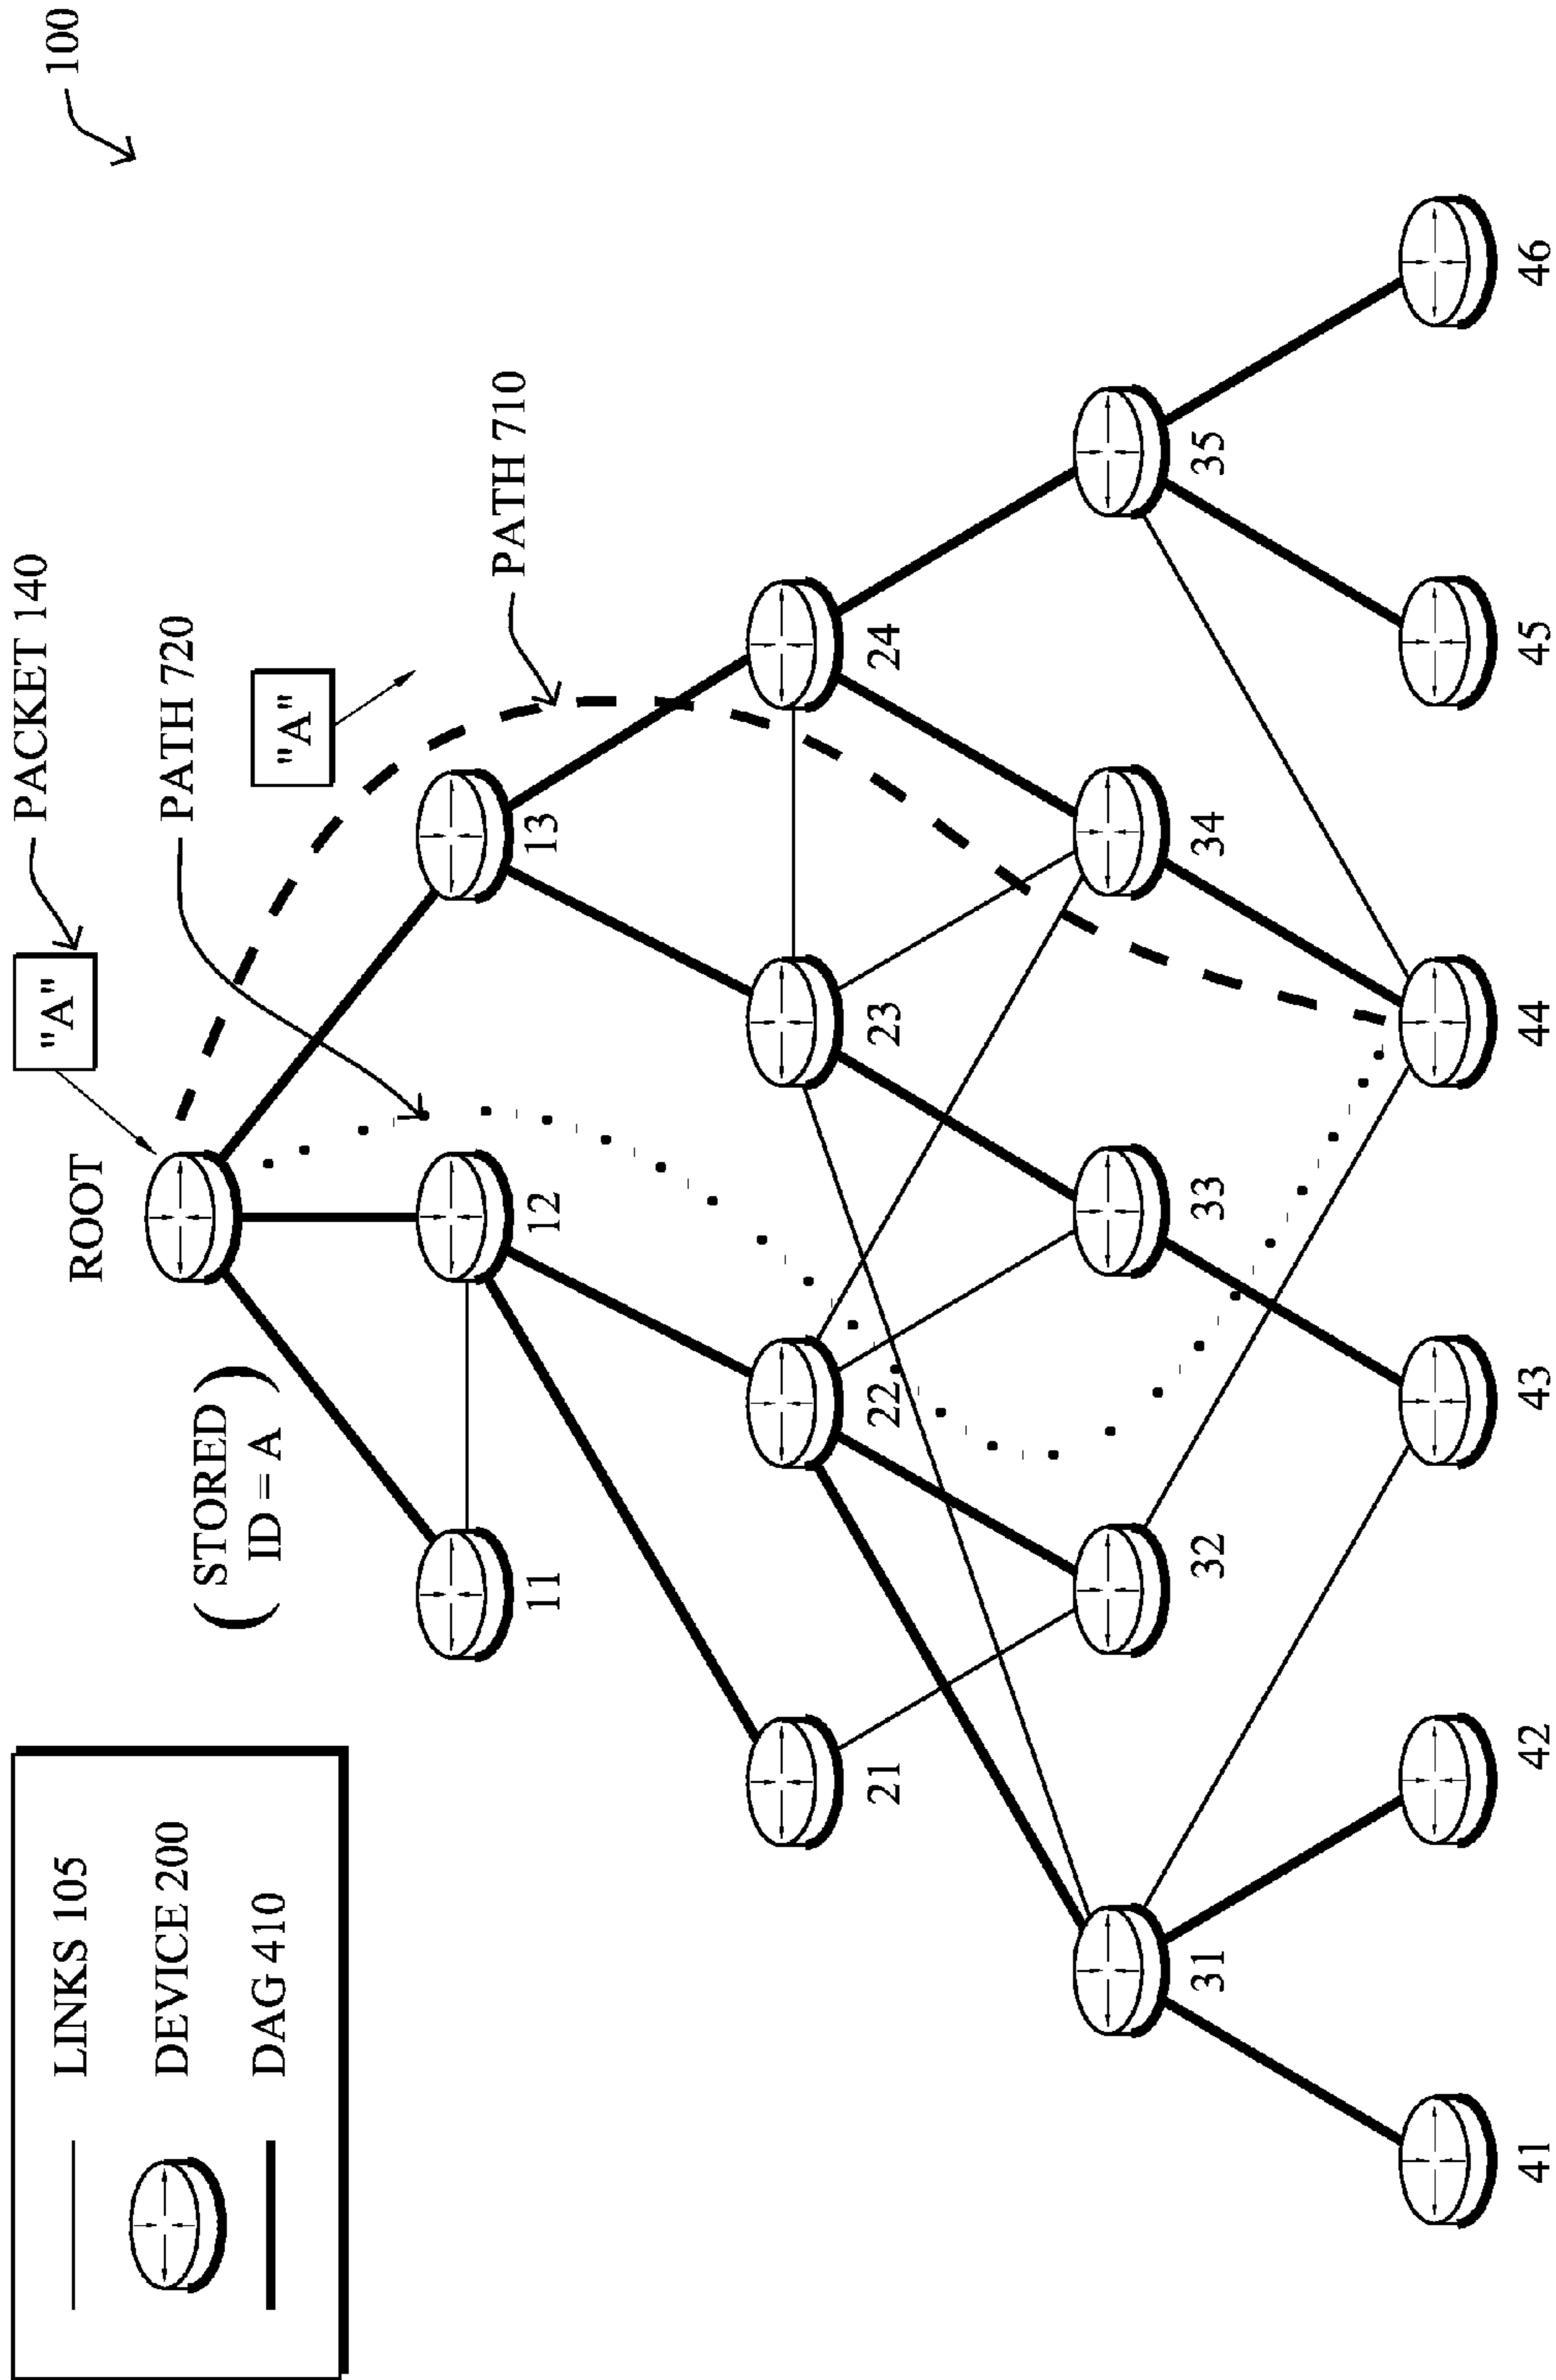 LINKS 105
DEVICE 200
DAG 410
100
PACKET 140
"A"
ROOT
PATH 720
(STORED)
ID = A
"A"
PATH 710
11
12
13
21
22
23
24
31
32
33
34
35
41
42
43
44
45
46